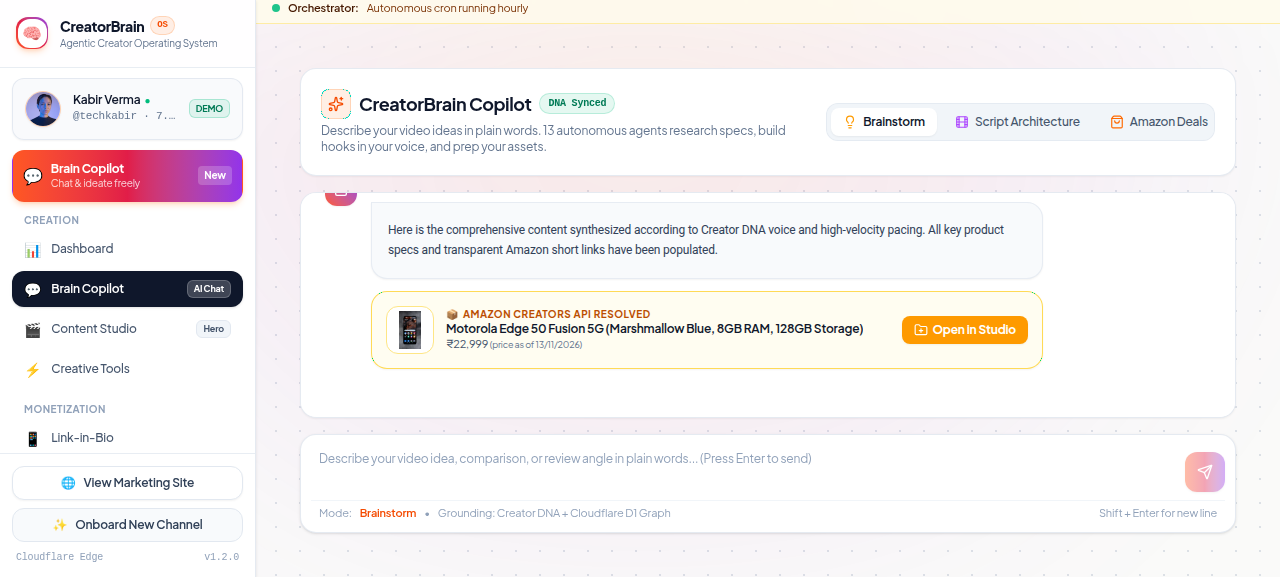 Orchestrator: Autonomous cron running hourly
CreatorBrain OS
Agentic Creator Operating System
Kabir Verma
@techkabir · 7....
DEMO
Brain Copilot
Chat & ideate freely
New
CREATION
Dashboard
Brain Copilot AI Chat
Content Studio Hero
Creative Tools
MONETIZATION
Link-in-Bio
View Marketing Site
Onboard New Channel
Cloudflare Edge v1.2.0
CreatorBrain Copilot DNA Synced
Describe your video ideas in plain words. 13 autonomous agents research specs, build
hooks in your voice, and prep your assets.
Brainstorm Script Architecture Amazon Deals
Here is the comprehensive content synthesized according to Creator DNA voice and high-velocity pacing. All key product
specs and transparent Amazon short links have been populated.
AMAZON CREATORS API RESOLVED
Motorola Edge 50 Fusion 5G (Marshmallow Blue, 8GB RAM, 128GB Storage)
₹22,999 (price as of 13/11/2026)
Open in Studio
Describe your video idea, comparison, or review angle in plain words... (Press Enter to send)
Mode: Brainstorm • Grounding: Creator DNA + Cloudflare D1 Graph
Shift + Enter for new line